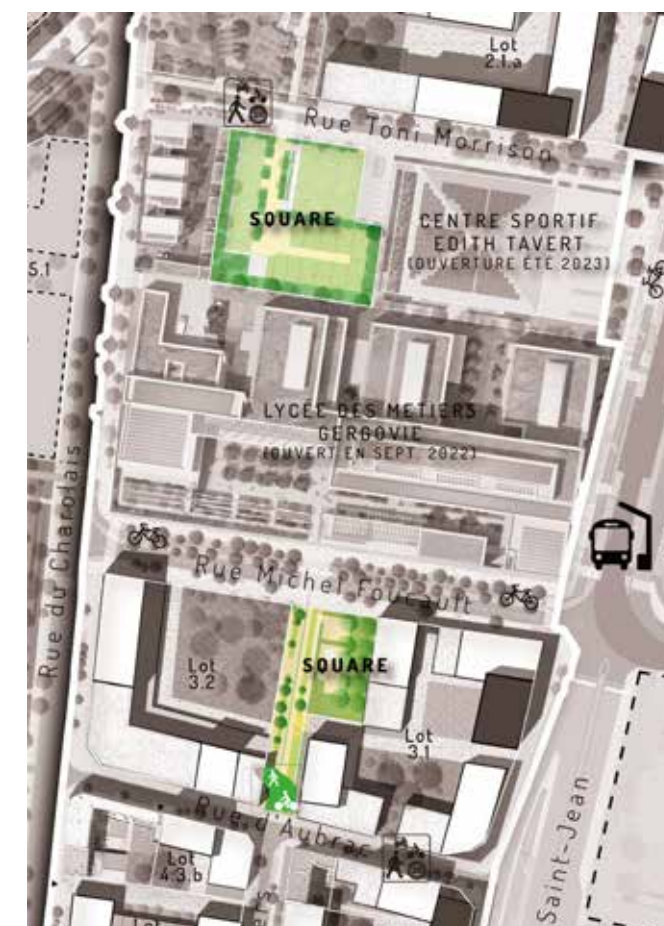 Lot
2.1.a
Rue Toni Morrison
SQUARE
CENTRE SPORTIF
EDITH TAVERT
(OUVERTURE ÉTÉ 2023)
5.1
LYCÉE DES METIERS
GERGOVIE
(OUVERT EN SEPT. 2022)
Rue du Charolais
Rue Michel Foucault
SQUARE
Lot
3.2
Lot
3.1
Rue d'Aubrac
Lot
4.3.b
Saint-Jean